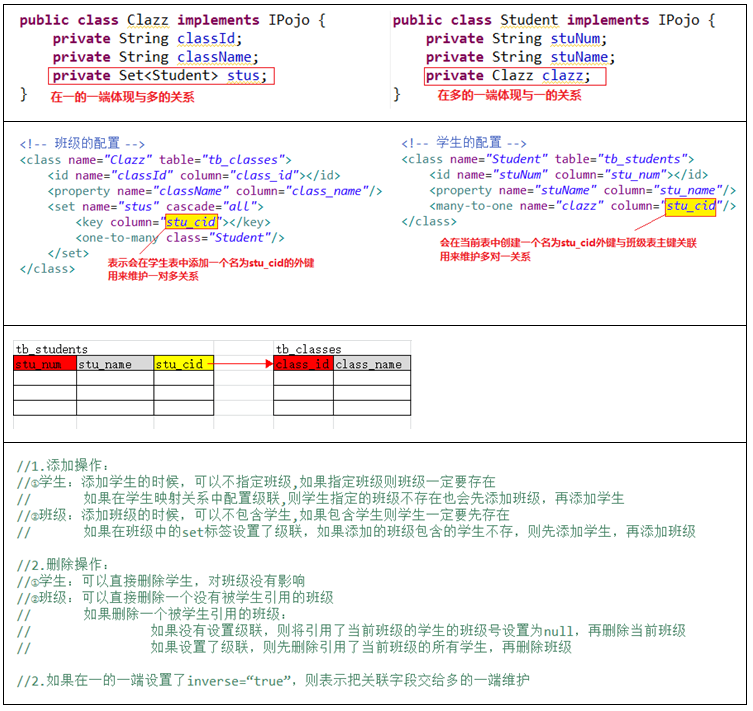 public class Clazz implements IPojo {
private String classId;
private String className;
private Set<Student> stus;
}
在一的一端体现与多的关系
public class Student implements IPojo {
private String stuNum;
private String stuName;
private Clazz clazz;
}
在多的一端体现与一的关系
<!-- 班级的配置 -->
<class name="Clazz" table="tb_classes">
<id name="classId" column="class_id"></id>
<property name="className" column="class_name"/>
<set name="stus" cascade="all">
<key column="stu_cid"></key>
<one-to-many class="Student"/>
</set>
</class>
表示会在学生表中添加一个名为stu_cid的外键
用来维护一对多关系
<!-- 学生的配置 -->
<class name="Student" table="tb_students">
<id name="stuNum" column="stu_num"></id>
<property name="stuName" column="stu_name"/>
<many-to-one name="clazz" column="stu_cid"/>
</class>
会在当前表中创建一个名为stu_cid外键与班级表主键关联
用来维护多对一关系
tb_students
stu_num stu_name stu_cid
tb_classes
class_id class_name
//1.添加操作：
//①学生：添加学生的时候，可以不指定班级,如果指定班级则班级一定要存在
// 如果在学生映射关系中配置级联,则学生指定的班级不存在也会先添加班级，再添加学生
//②班级：添加班级的时候，可以不包含学生,如果包含学生则学生一定要先存在
// 如果在班级中的set标签设置了级联，如果添加的班级包含的学生不存，则先添加学生，再添加班级
//2.删除操作：
//①学生：可以直接删除学生，对班级没有影响
//②班级：可以直接删除一个没有被学生引用的班级
// 如果删除一个被学生引用的班级：
// 如果没有设置级联，则将引用了当前班级的学生的班级号设置为null，再删除当前班级
// 如果设置了级联，则先删除引用了当前班级的所有学生，再删除班级
//2.如果在一的一端设置了inverse=“true”，则表示把关联字段交给多的一端维护